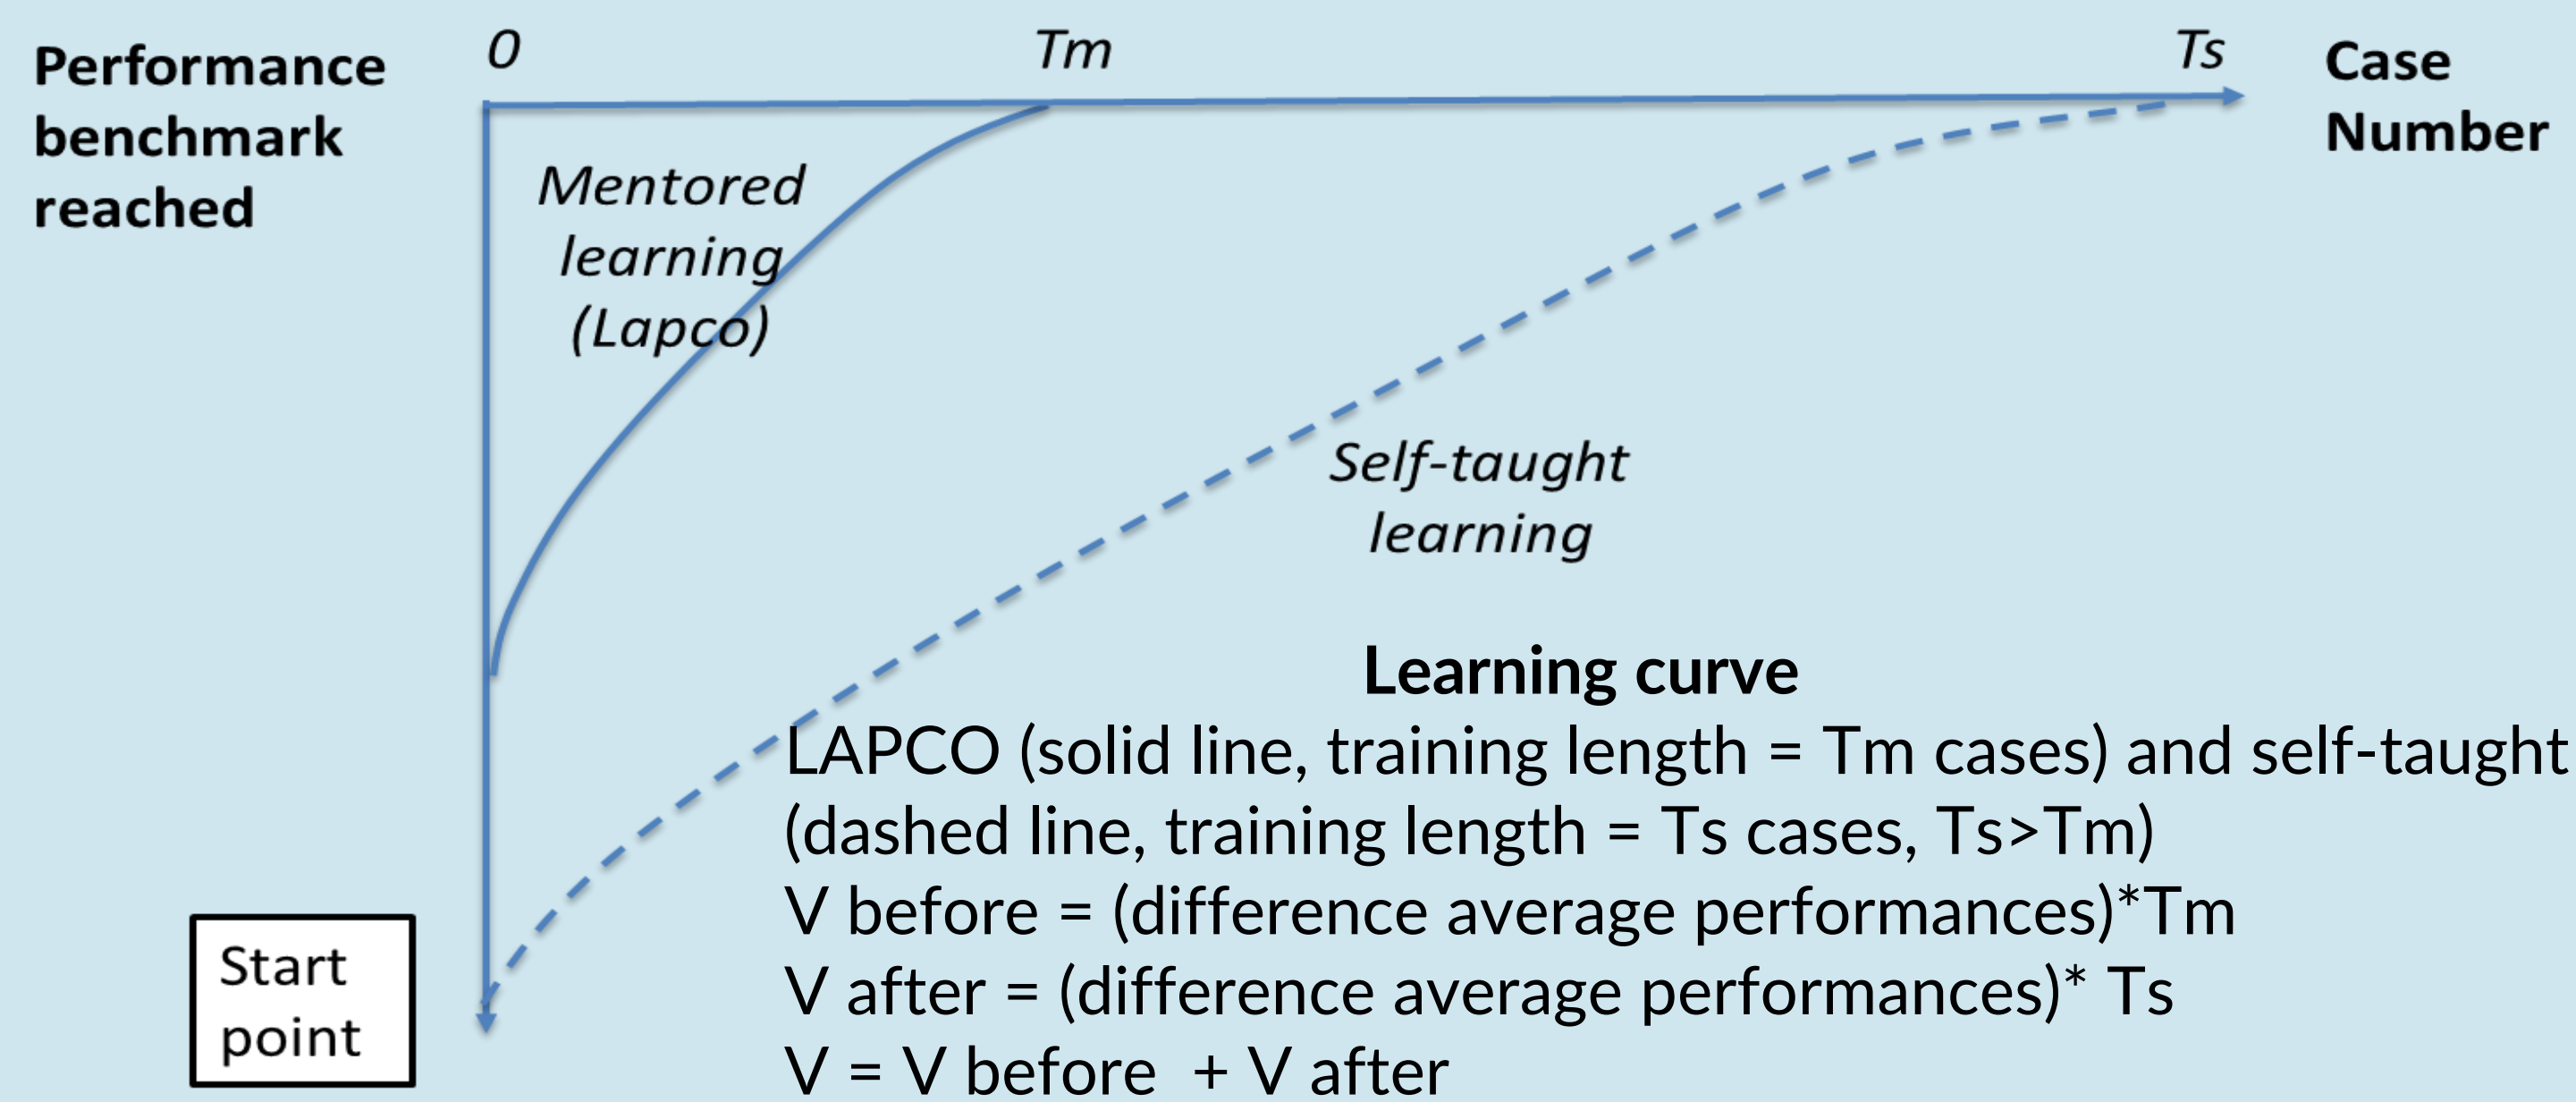 Performance
benchmark
reached
0
Tm
Ts
Case
Number
Mentored
learning
(Lapco)
Self-taught
learning
Start
point
Learning curve
LAPCO (solid line, training length = Tm cases) and self-taught
(dashed line, training length = Ts cases, Ts>Tm)
V before = (difference average performances)*Tm
V after = (difference average performances)* Ts
V = V before  + V after